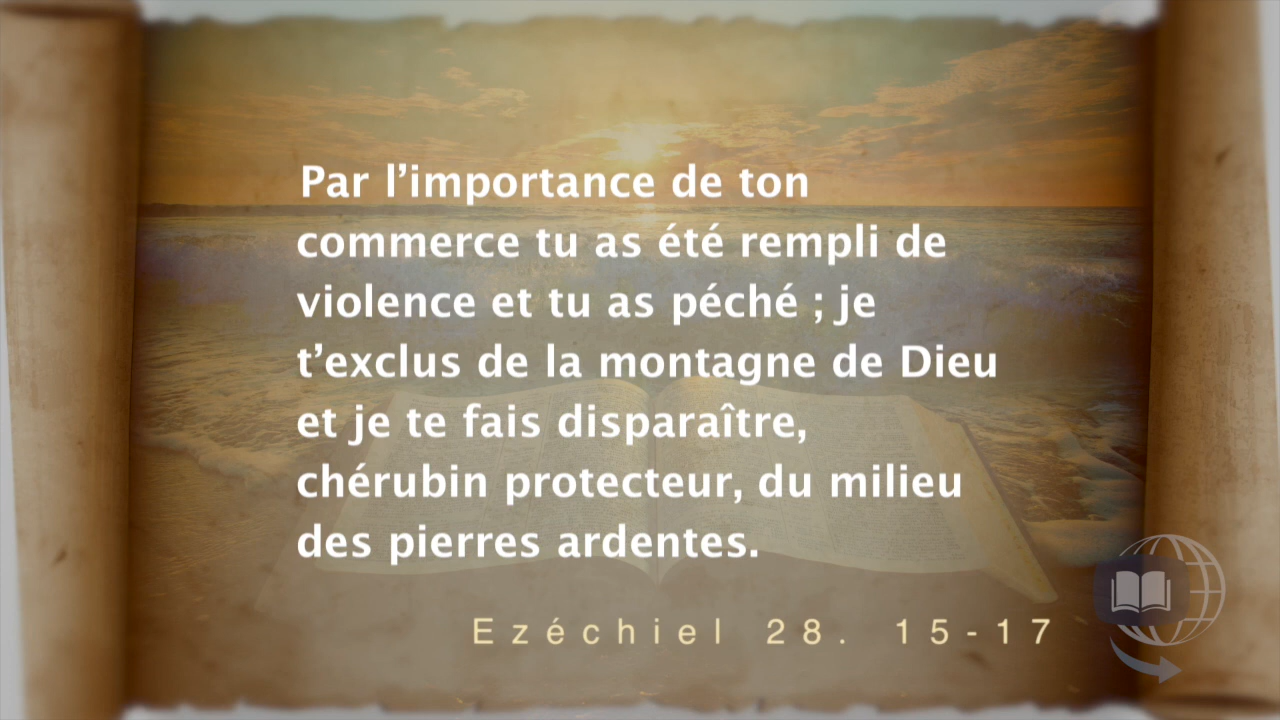 Par l’importance de ton
commerce tu as été rempli de
violence et tu as péché ; je
t’exclus de la montagne de Dieu
et je te fais disparaître,
chérubin protecteur, du milieu
des pierres ardentes.
Ezéchiel 28. 15-17